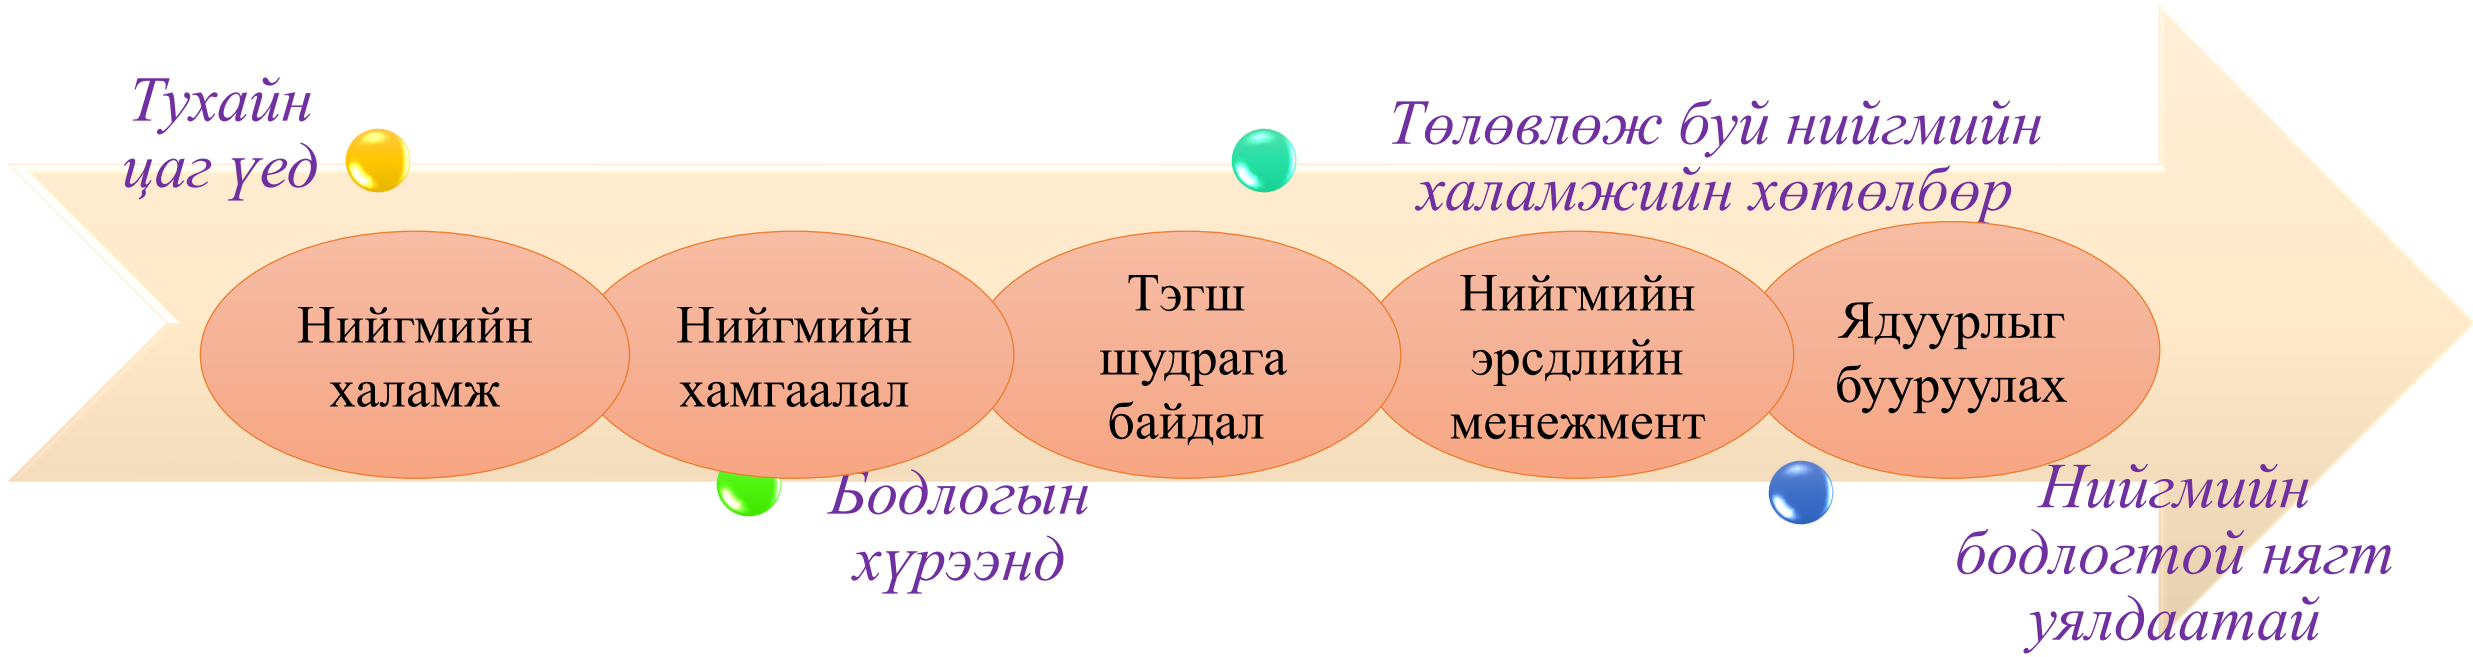 Тухайн
цаг үед
Төлөвлөж буй нийгмийн
халамжийн хөтөлбөр
Нийгмийн
халамж
Нийгмийн
хамгаалал
Тэгш
шудрага
байдал
Нийгмийн
эрсдлийн
менежмент
Ядуурлыг
бууруулах
Бодлогын
хүрээнд
Нийгмийн
бодлогтой нягт
уялдаатай